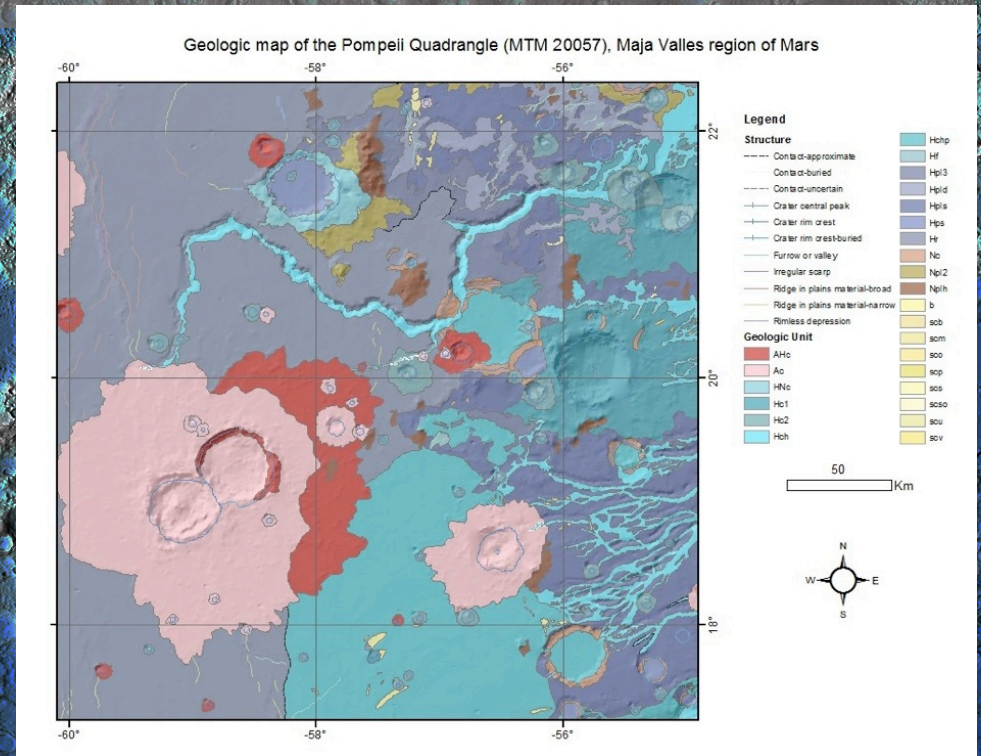 Geologic map of the Pompeii Quadrangle (MTM 20057), Maja Valles region of Mars
-60°
-58°
-56°
22°
20°
18°
-60°
-58°
-56°
Legend
Structure
Contact-approximate
Contact-buried
Contact-uncertain
Crater central peak
Crater rim crest
Crater rim crest-buried
Furrow or valley
Irregular scarp
Ridge in plains material-broad
Ridge in plains material-narrow
Rimless depression
Geologic Unit
AHc
Ac
HNc
Hc1
Hc2
Hch
Hchp
Hf
Hpl3
Hpld
Hpls
Hps
Hr
Nc
Npl2
Nplh
b
scb
scm
sco
scp
scs
scso
scu
scv
50
Km
N
W
E
S